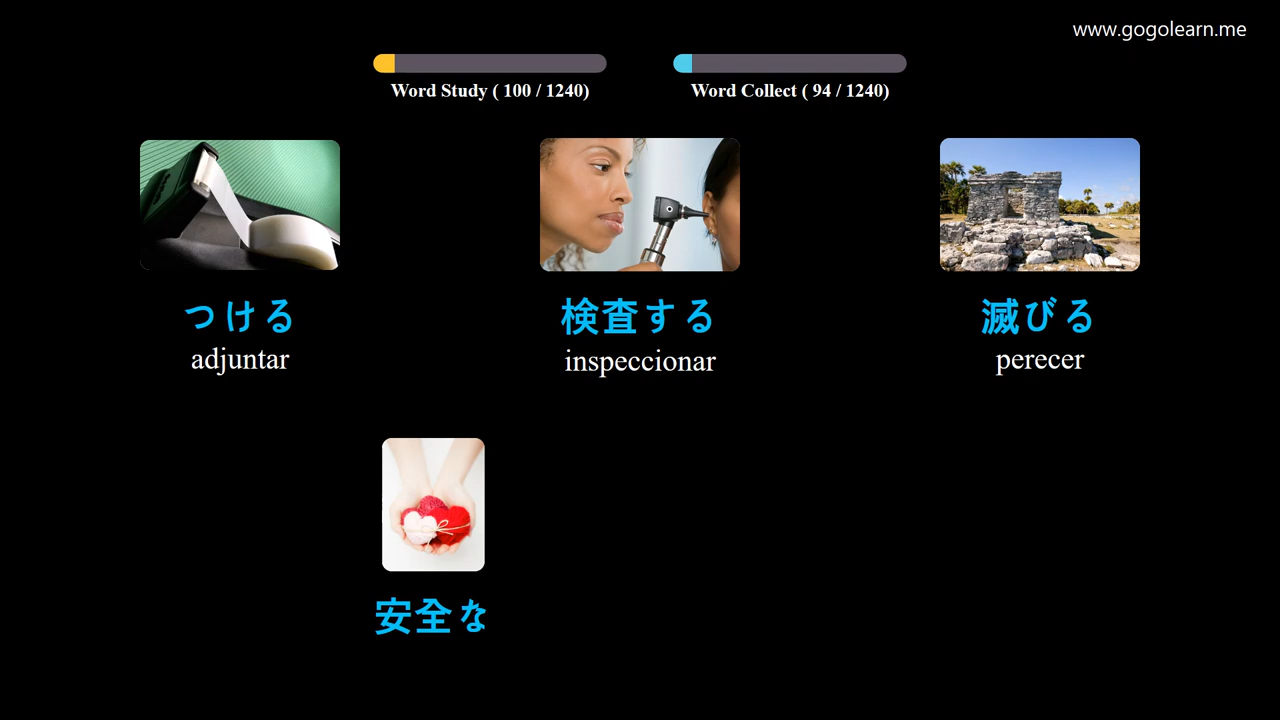 www.gogolearn.me
Word Study ( 100 / 1240)
Word Collect ( 94 / 1240)
つける
adjuntar
検査する
inspeccionar
滅びる
perecer
安全な